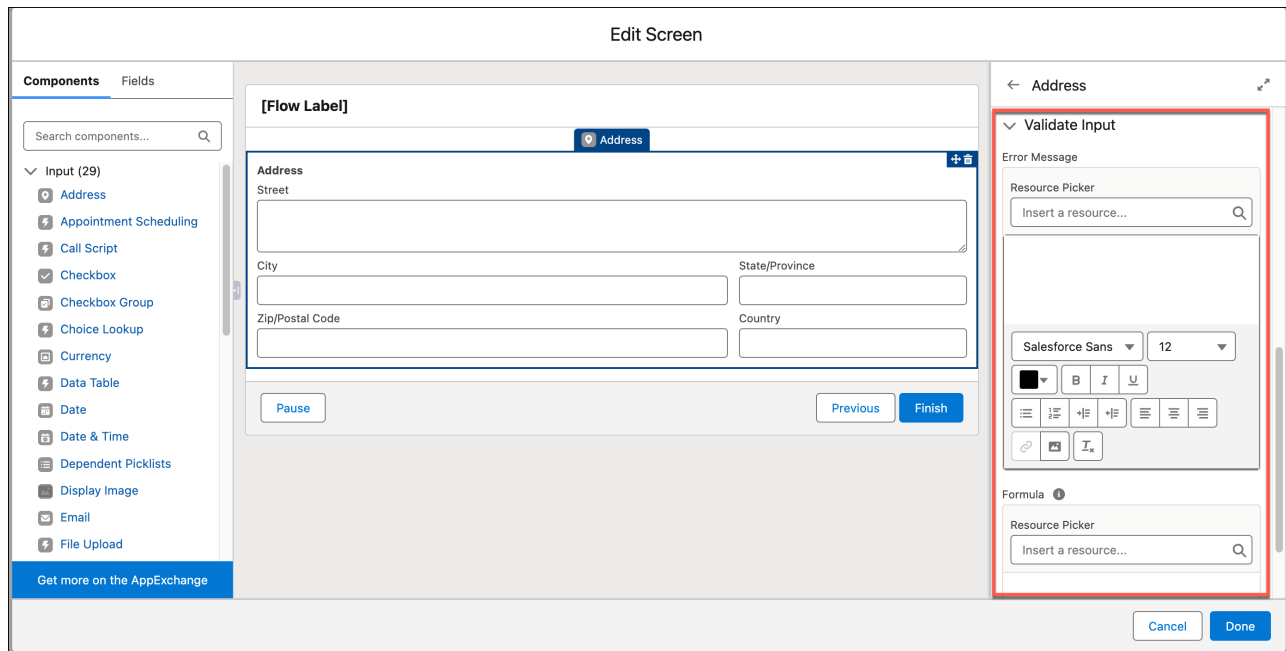 Edit Screen
Components Fields
Search components...
Input (29)
Address
Appointment Scheduling
Call Script
Checkbox
Checkbox Group
Choice Lookup
Currency
Data Table
Date
Date & Time
Dependent Picklists
Display Image
Email
File Upload
Get more on the AppExchange
[Flow Label]
Address
Address
Street
City State/Province
Zip/Postal Code Country
Pause Previous Finish
Address
Validate Input
Error Message
Resource Picker
Insert a resource...
Salesforce Sans 12
B I U
Formula
Resource Picker
Insert a resource...
Cancel Done